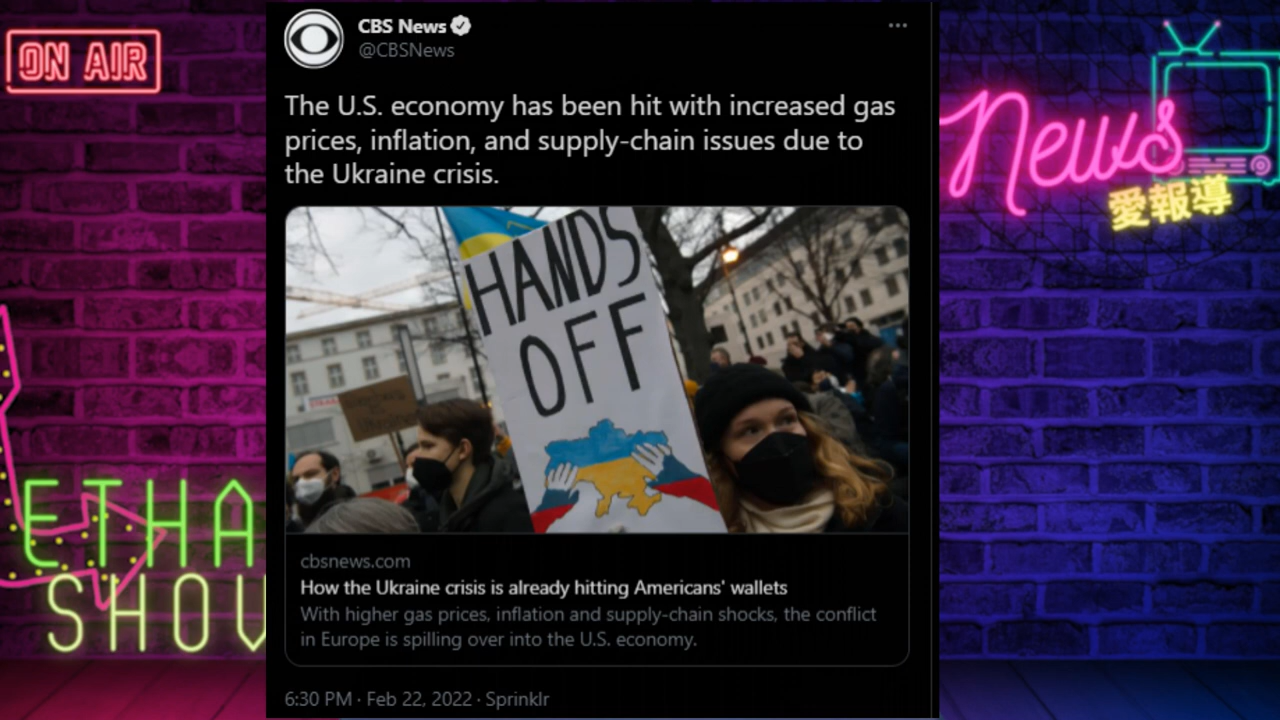 ON AIR
CBS News
@CBSNews
The U.S. economy has been hit with increased gas
prices, inflation, and supply-chain issues due to
the Ukraine crisis.
HANDS
OFF
cbsnews.com
How the Ukraine crisis is already hitting Americans' wallets
With higher gas prices, inflation and supply-chain shocks, the conflict
in Europe is spilling over into the U.S. economy.
6:30 PM · Feb 22, 2022 · Sprinklr
News
愛報導
ETHA
SHOW